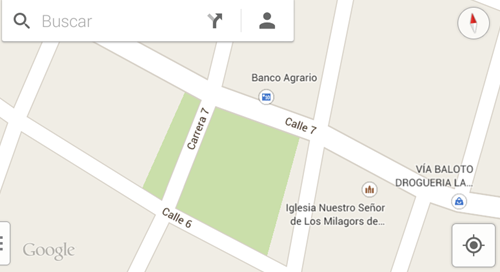 Buscar
Banco Agrario
Carrera 7
Calle 7
VÍA BALOTO
DROGUERIA LA...
Iglesia Nuestro Señor
de Los Milagors de...
Calle 6
Google